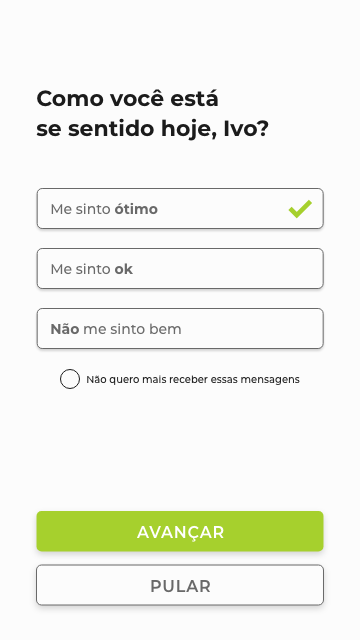 Como você está
se sentido hoje, Ivo?
Me sinto ótimo
Me sinto ok
Não me sinto bem
Não quero mais receber essas mensagens
AVANÇAR
PULAR